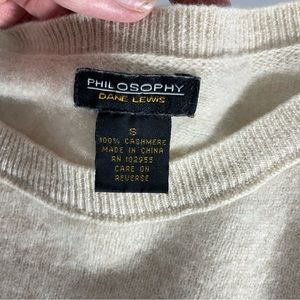 PHILOSOPHY
DANE LEWIS
S
100% CASHMERE
MADE IN CHINA
RN 102955
CARE ON
REVERSE